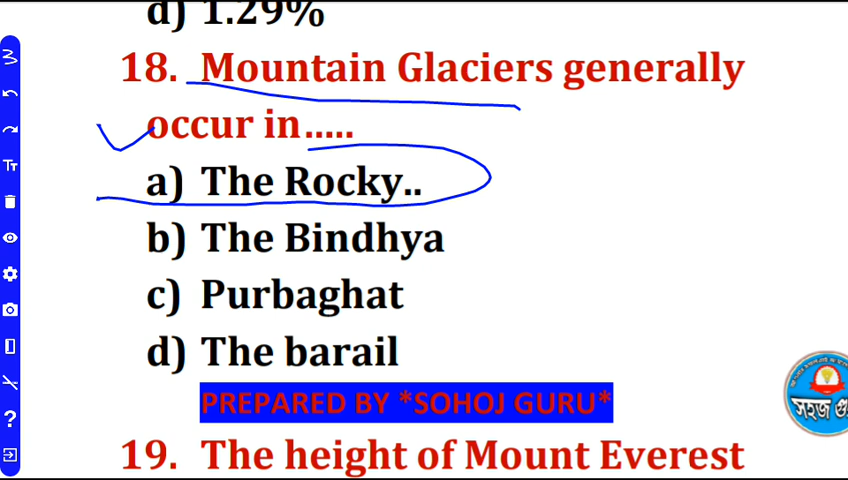 d) 1.29%
18. Mountain Glaciers generally
occur in.....
a) The Rocky..
b) The Bindhya
c) Purbaghat
d) The barail
PREPARED BY *SOHOJ GURU*
সহজ
19. The height of Mount Everest